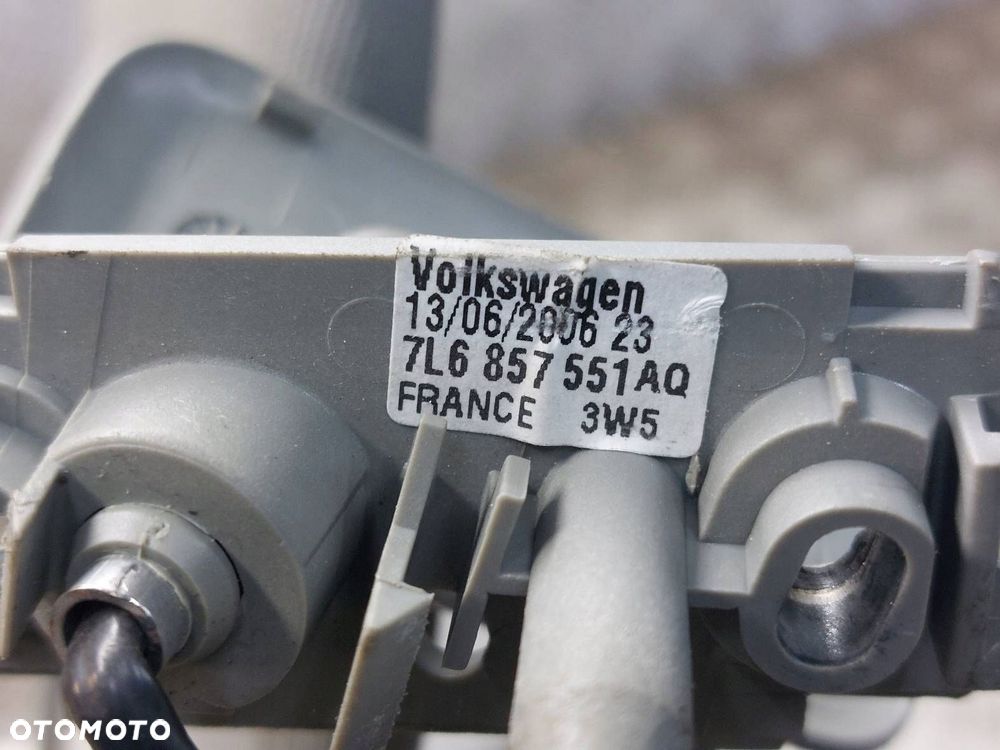 Volkswagen
13/06/2006 23
7L6 857 551AQ
FRANCE 3W5
OTOMOTO